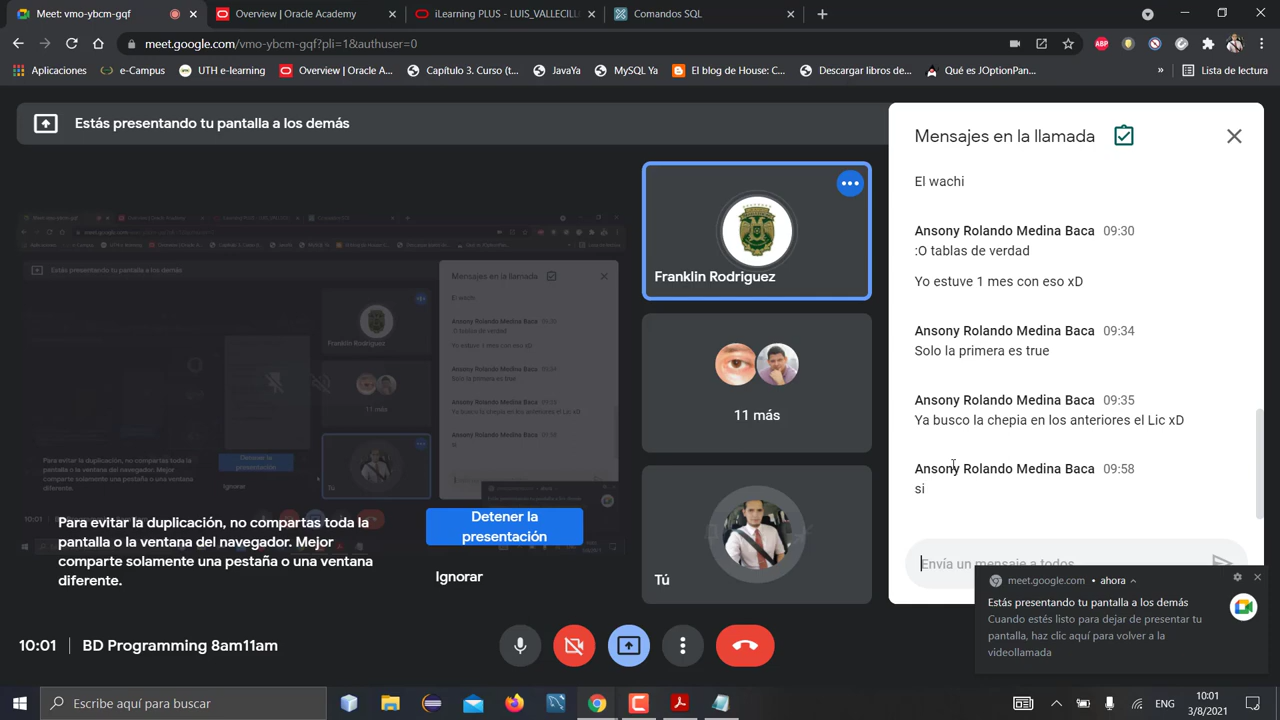 Meet: vmo-ybcm-gqf
Overview | Oracle Academy
iLearning PLUS - LUIS_VALLECILL
Comandos SQL
meet.google.com/vmo-ybcm-gqf?pli=1&authuser=0
Aplicaciones
e-Campus
UTH e-learning
Overview | Oracle A...
Capítulo 3. Curso (t...
JavaYa
MySQL Ya
El blog de House: C...
Descargar libros de...
Qué es JOptionPan...
»
Lista de lectura
Estás presentando tu pantalla a los demás
Franklin Rodriguez
11 más
Tú
Mensajes en la llamada
El wachi
Ansony Rolando Medina Baca 09:30
:O tablas de verdad
Yo estuve 1 mes con eso xD
Ansony Rolando Medina Baca 09:34
Solo la primera es true
Ansony Rolando Medina Baca 09:35
Ya busco la chepia en los anteriores el Lic xD
Ansony Rolando Medina Baca 09:58
si
Envía un mensaje a todos
Para evitar la duplicación, no compartas toda la
pantalla o la ventana del navegador. Mejor
comparte solamente una pestaña o una ventana
diferente.
Detener la
presentación
Ignorar
meet.google.com • ahora
Estás presentando tu pantalla a los demás
Cuando estés listo para dejar de presentar tu
pantalla, haz clic aquí para volver a la
videollamada
10:01 | BD Programming 8am11am
Escribe aquí para buscar
ENG
10:01
3/8/2021